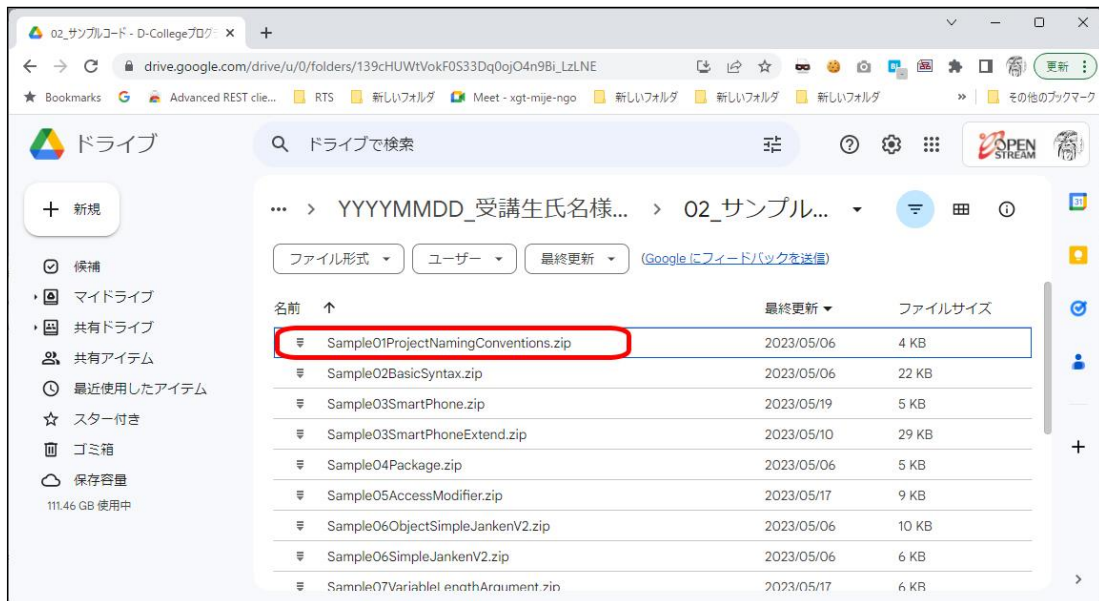 02_サンプルコード - D-Collegeプログ
drive.google.com/drive/u/0/folders/139cHUWtVokF0S33Dq0ojO4n9Bi_LzLNE
更新
Bookmarks
Advanced REST clie...
RTS
新しいフォルダ
Meet - xgt-mije-ngo
新しいフォルダ
新しいフォルダ
新しいフォルダ
»
その他のブックマーク
ドライブ
ドライブで検索
OPEN
STREAM
新規
候補
マイドライブ
共有ドライブ
共有アイテム
最近使用したアイテム
スター付き
ゴミ箱
保存容量
111.46 GB 使用中
... > YYYYMMDD_受講生氏名様... > 02_サンプル...
ファイル形式 ユーザー 最終更新 (Google にフィードバックを送信)
名前 ↑ 最終更新 ファイルサイズ
Sample01ProjectNamingConventions.zip 2023/05/06 4 KB
Sample02BasicSyntax.zip 2023/05/06 22 KB
Sample03SmartPhone.zip 2023/05/19 5 KB
Sample03SmartPhoneExtend.zip 2023/05/10 29 KB
Sample04Package.zip 2023/05/06 5 KB
Sample05AccessModifier.zip 2023/05/17 9 KB
Sample06ObjectSimpleJankenV2.zip 2023/05/06 10 KB
Sample06SimpleJankenV2.zip 2023/05/06 6 KB
Sample07VariableLengthArgument.zip 2023/05/17 6 KB
31